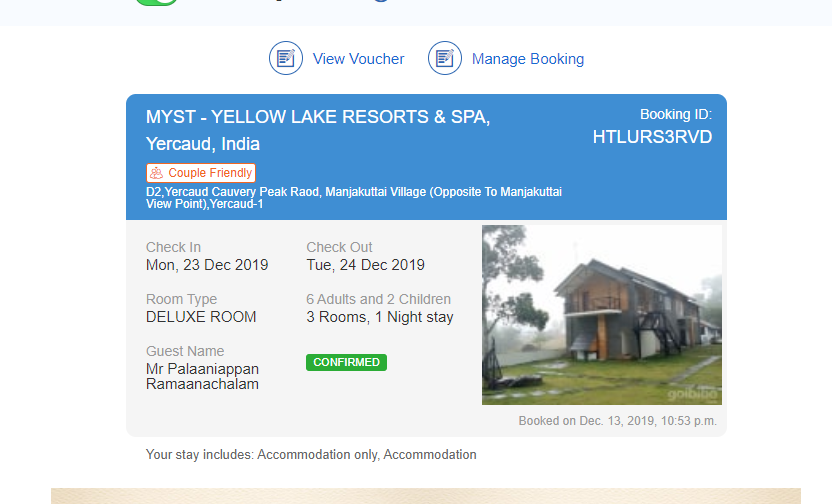 View Voucher
Manage Booking
MYST - YELLOW LAKE RESORTS & SPA,
Yercaud, India
Booking ID:
HTLURS3RVD
Couple Friendly
D2,Yercaud Cauvery Peak Raod, Manjakuttai Village (Opposite To Manjakuttai
View Point),Yercaud-1
Check In
Mon, 23 Dec 2019
Check Out
Tue, 24 Dec 2019
Room Type
DELUXE ROOM
6 Adults and 2 Children
3 Rooms, 1 Night stay
Guest Name
Mr Palaaniappan
Ramaanachalam
CONFIRMED
goibibo
Booked on Dec. 13, 2019, 10:53 p.m.
Your stay includes: Accommodation only, Accommodation